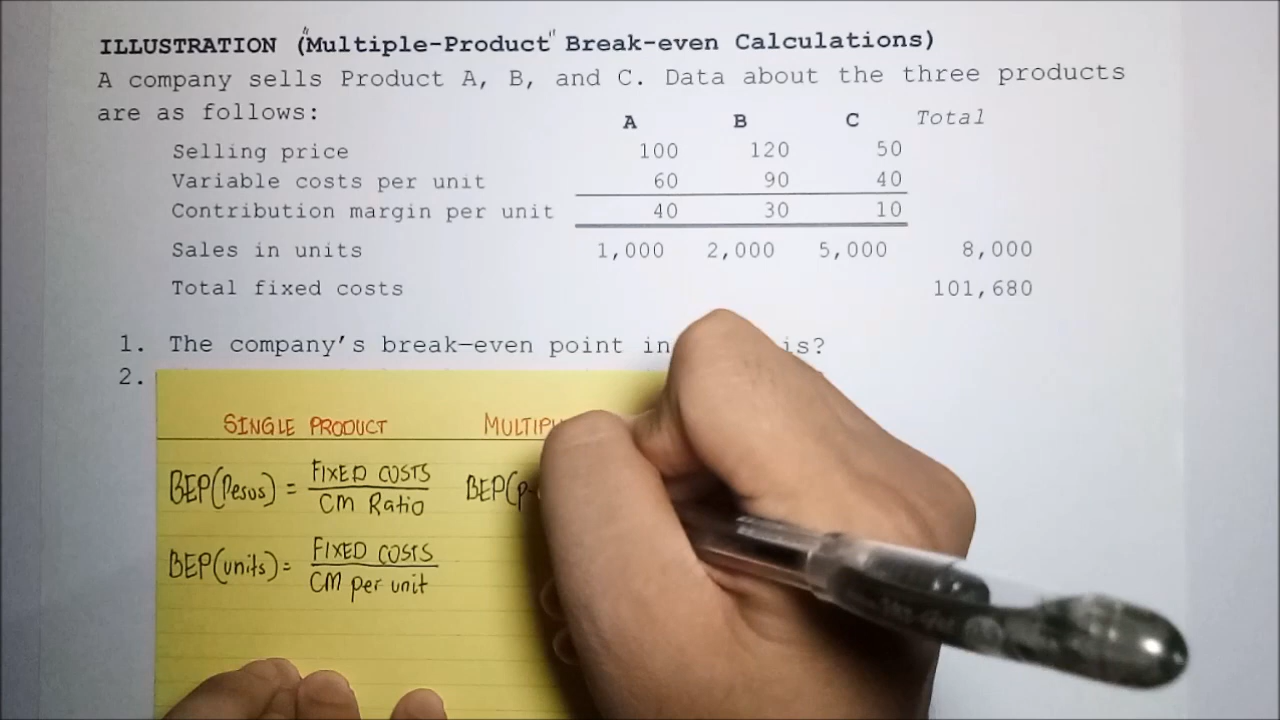 ILLUSTRATION ("Multiple-Product" Break-even Calculations)
A company sells Product A, B, and C. Data about the three products
are as follows:
A B C Total
Selling price 100 120 50
Variable costs per unit 60 90 40
Contribution margin per unit 40 30 10
Sales in units 1,000 2,000 5,000 8,000
Total fixed costs 101,680
1. The company's break-even point in is?
2.
SINGLE PRODUCT
BEP(Pesos) = FIXED COSTS
CM Ratio
BEP(units) = FIXED COSTS
CM per unit
BEP(P